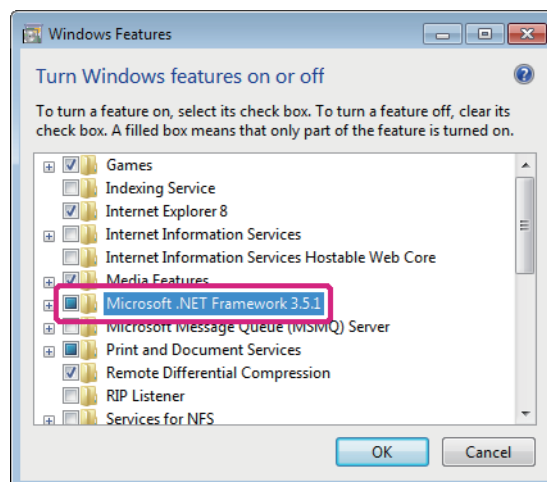 Windows Features
Turn Windows features on or off
To turn a feature on, select its check box. To turn a feature off, clear its
check box. A filled box means that only part of the feature is turned on.
Games
Indexing Service
Internet Explorer 8
Internet Information Services
Internet Information Services Hostable Web Core
Media Features
Microsoft .NET Framework 3.5.1
Microsoft Message Queue (MSMQ) Server
Print and Document Services
Remote Differential Compression
RIP Listener
Services for NFS
OK Cancel